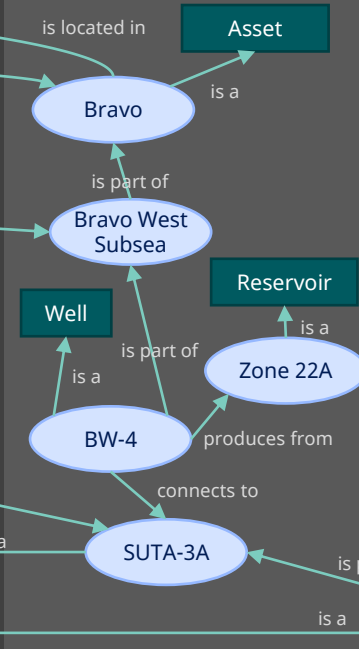 is located in
Asset
Bravo
is a
is part of
Bravo West
Subsea
Reservoir
Well
is a
is part of
is a
Zone 22A
BW-4
produces from
connects to
a
SUTA-3A
is p
is a